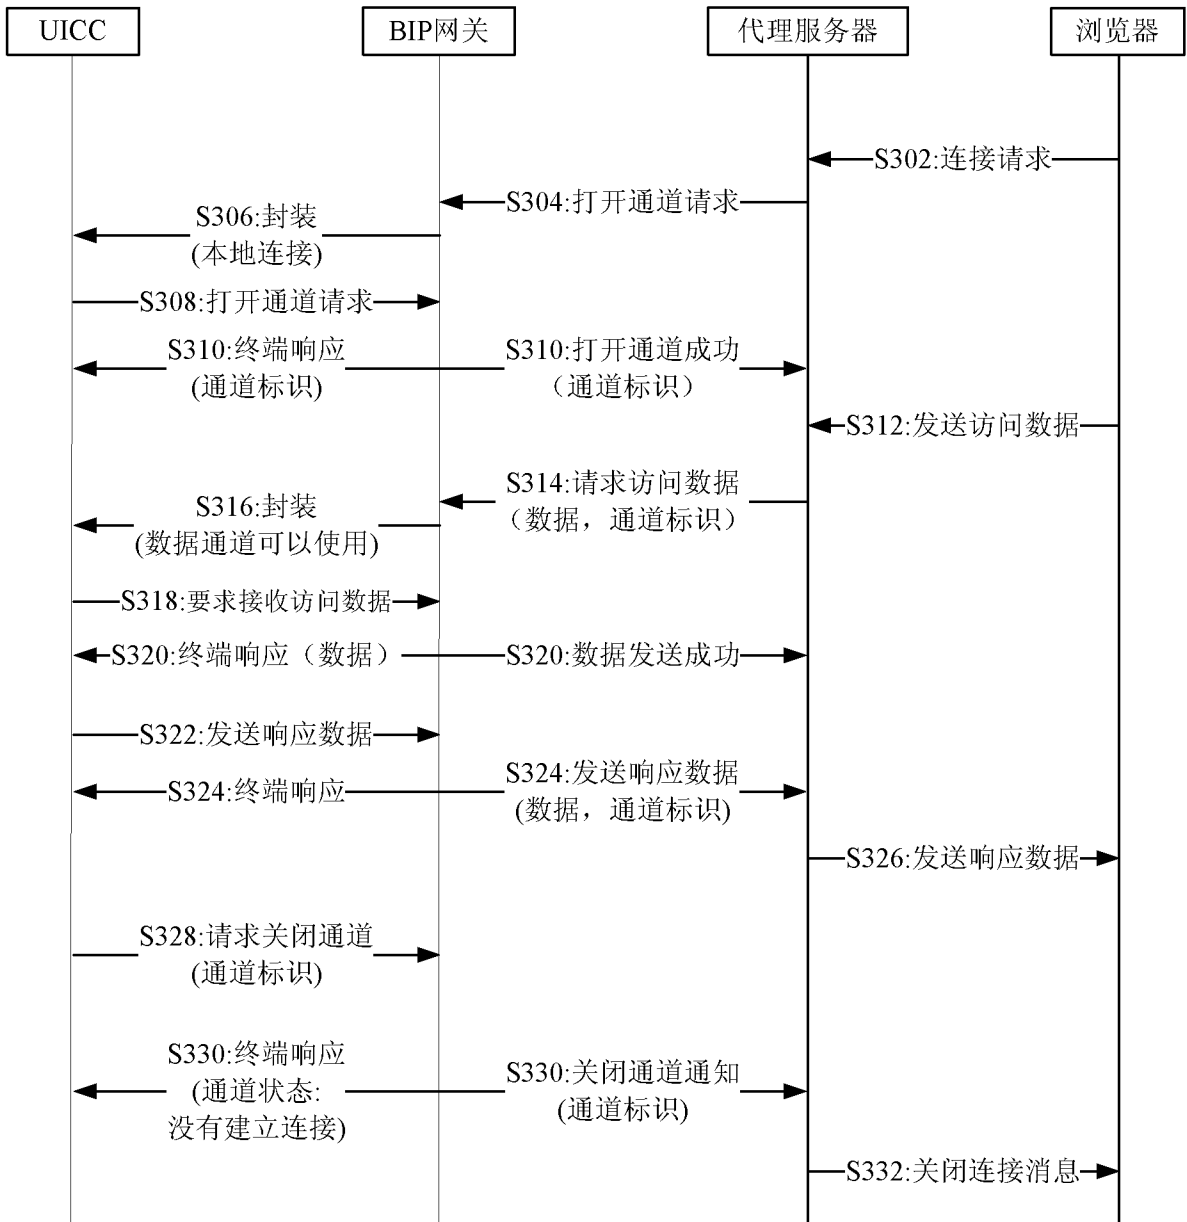 UICC
BIP网关
代理服务器
浏览器
S302:连接请求
S304:打开通道请求
S306:封装
(本地连接)
S308:打开通道请求
S310:终端响应
(通道标识)
S310:打开通道成功
（通道标识）
S312:发送访问数据
S314:请求访问数据
（数据，通道标识）
S316:封装
(数据通道可以使用)
S318:要求接收访问数据
S320:终端响应（数据）
S320:数据发送成功
S322:发送响应数据
S324:终端响应
S324:发送响应数据
(数据，通道标识)
S326:发送响应数据
S328:请求关闭通道
(通道标识)
S330:终端响应
(通道状态:
没有建立连接)
S330:关闭通道通知
(通道标识)
S332:关闭连接消息